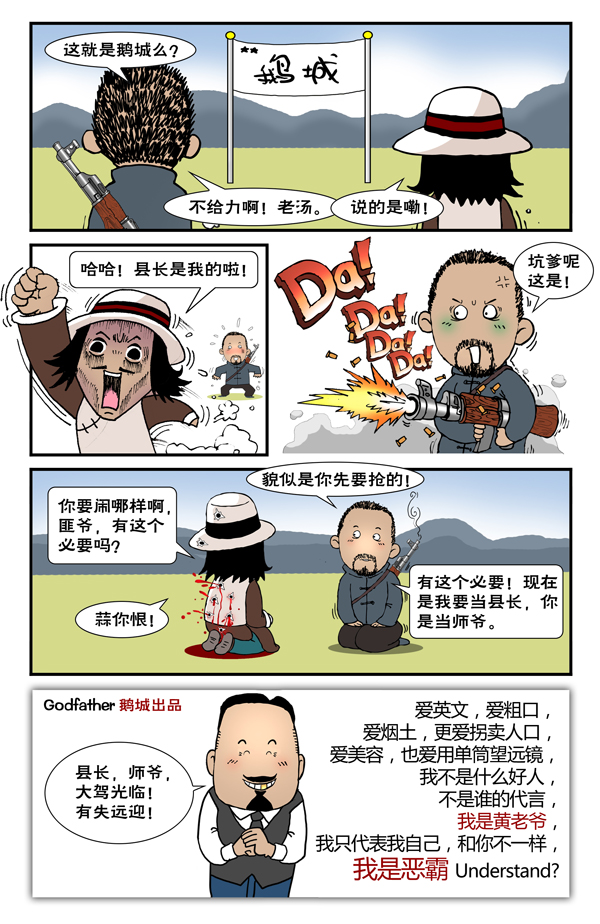 这就是鹅城么？
**
鹅城
不给力啊！老汤。
说的是嘞！
哈哈！县长是我的啦！
Da!
Da!
Da!
Da!
坑爹呢
这是！
貌似是你先要抢的！
你要闹哪样啊，
匪爷，有这个
必要吗？
有这个必要！现在
是我要当县长，你
是当师爷。
蒜你恨！
Godfather 鹅城出品
县长，师爷，
大驾光临！
有失远迎！
爱英文，爱粗口，
爱烟土，更爱拐卖人口，
爱美容，也爱用单筒望远镜，
我不是什么好人，
不是谁的代言，
我是黄老爷，
我只代表我自己，和你不一样，
我是恶霸 Understand?